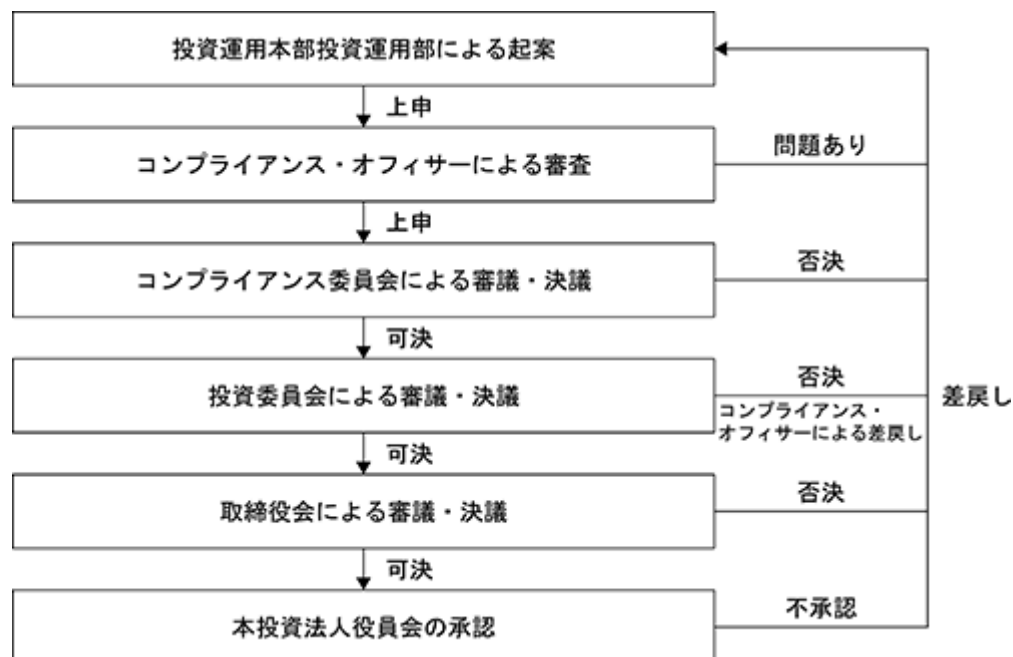 投資運用本部投資運用部による起案
上申
コンプライアンス・オフィサーによる審査
問題あり
上申
コンプライアンス委員会による審議・決議
否決
可決
投資委員会による審議・決議
否決
コンプライアンス・
オフィサーによる差戻し
差戻し
可決
取締役会による審議・決議
否決
可決
本投資法人役員会の承認
不承認